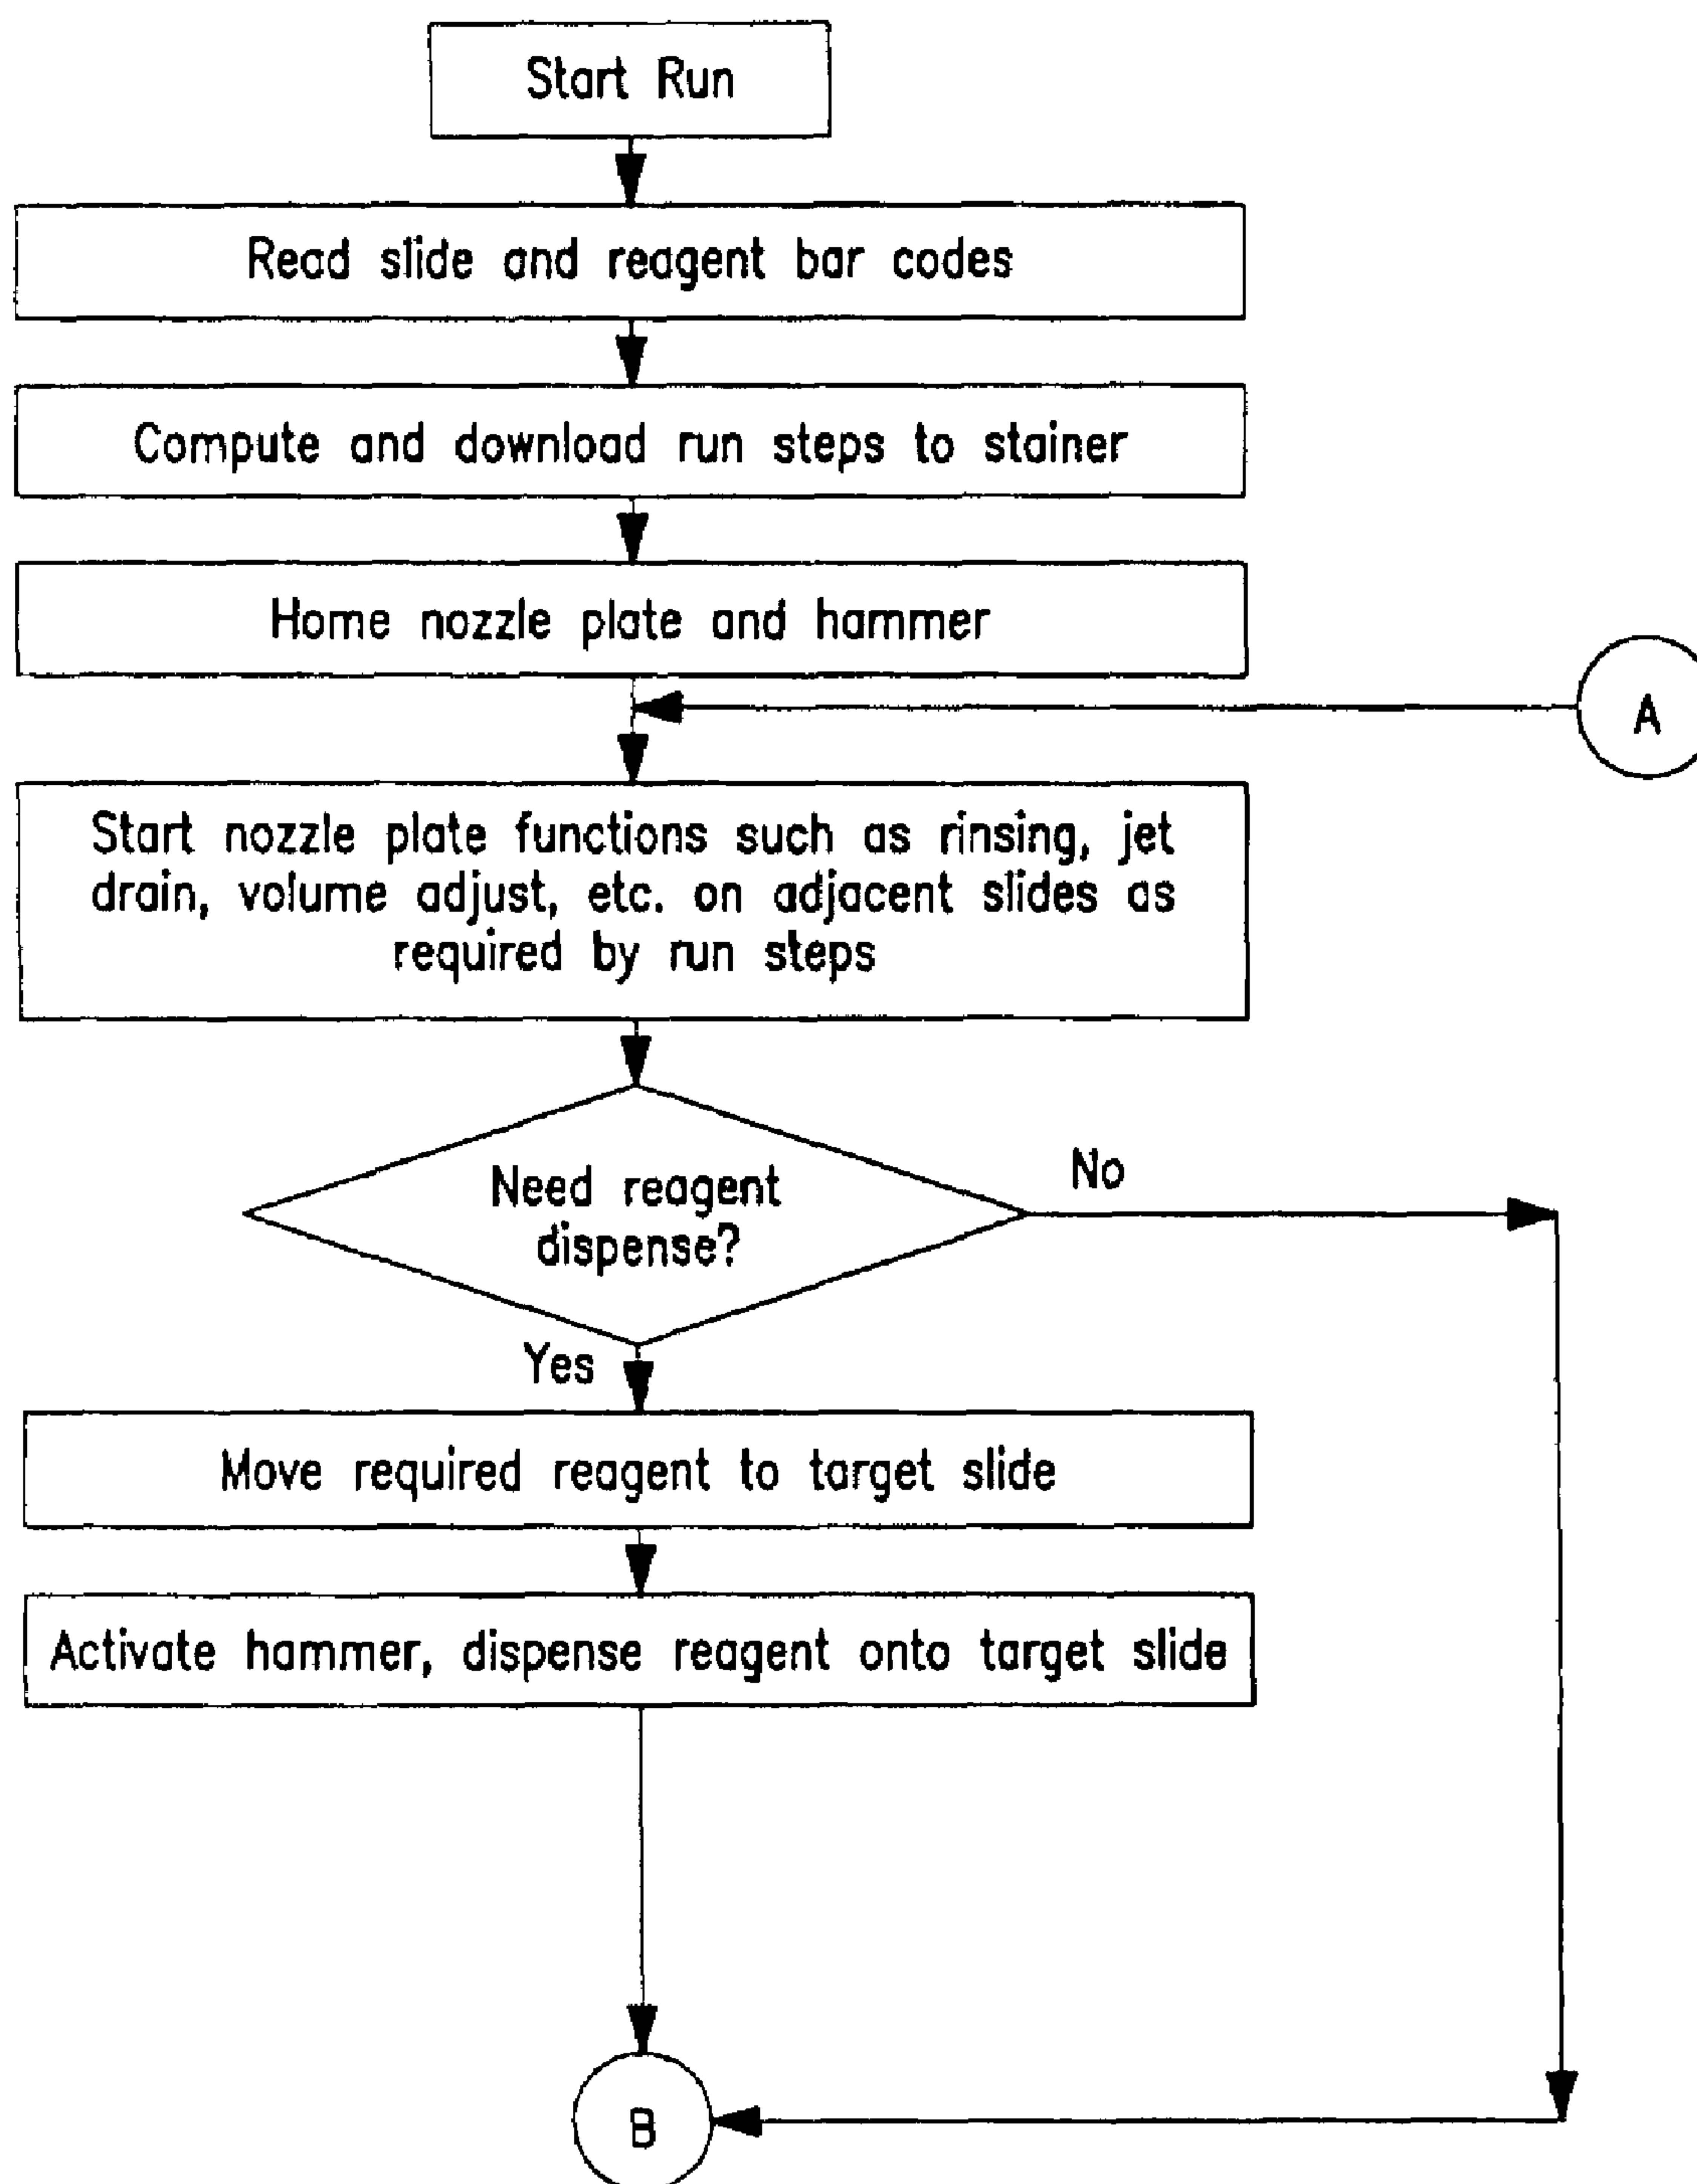 Start Run
Read slide and reagent bar codes
Compute and download run steps to stainer
Home nozzle plate and hammer
A
Start nozzle plate functions such as rinsing, jet
drain, volume adjust, etc. on adjacent slides as
required by run steps
Need reagent
dispense?
No
Yes
Move required reagent to target slide
Activate hammer, dispense reagent onto target slide
B